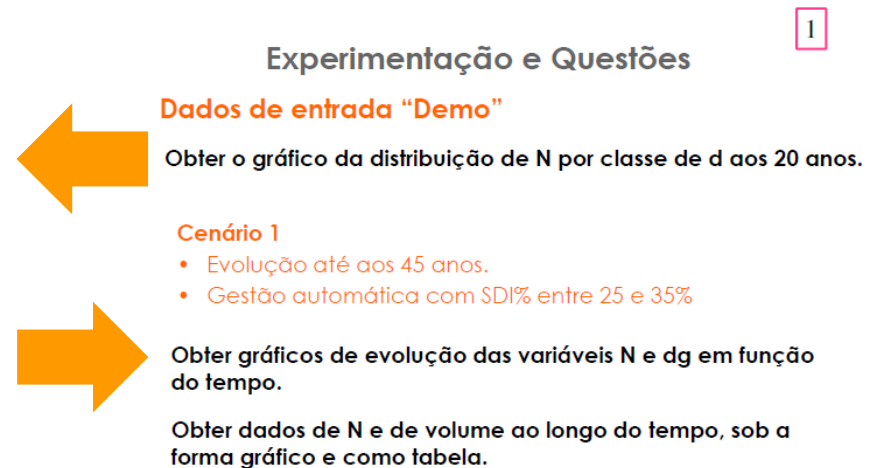 1
Experimentação e Questões
Dados de entrada “Demo”
Obter o gráfico da distribuição de N por classe de d aos 20 anos.
Cenário 1
• Evolução até aos 45 anos.
• Gestão automática com SDI% entre 25 e 35%
Obter gráficos de evolução das variáveis N e dg em função
do tempo.
Obter dados de N e de volume ao longo do tempo, sob a
forma gráfico e como tabela.